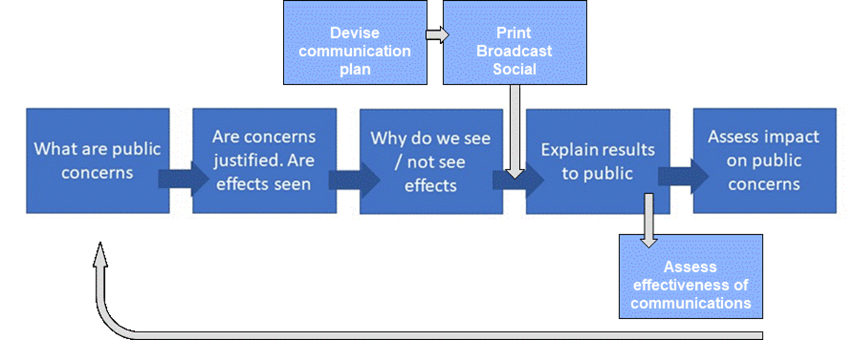 Devise
communication
plan
Print
Broadcast
Social
What are public
concerns
Are concerns
justified. Are
effects seen
Why do we see
/ not see
effects
Explain results
to public
Assess impact
on public
concerns
Assess
effectiveness of
communications